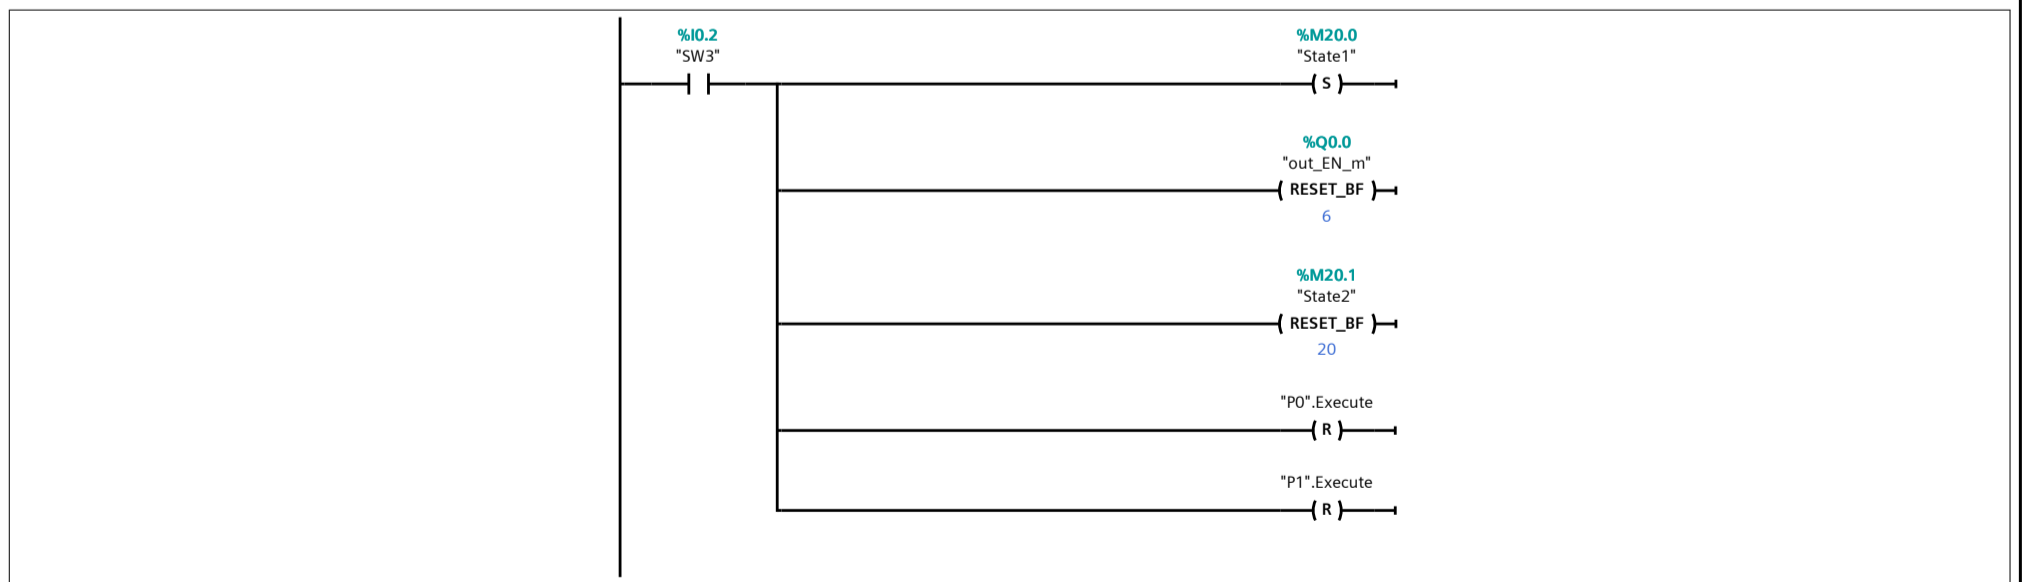 %I0.2
"SW3"
%M20.0
"State1"
( S )
%Q0.0
"out_EN_m"
( RESET_BF )
6
%M20.1
"State2"
( RESET_BF )
20
"P0".Execute
( R )
"P1".Execute
( R )